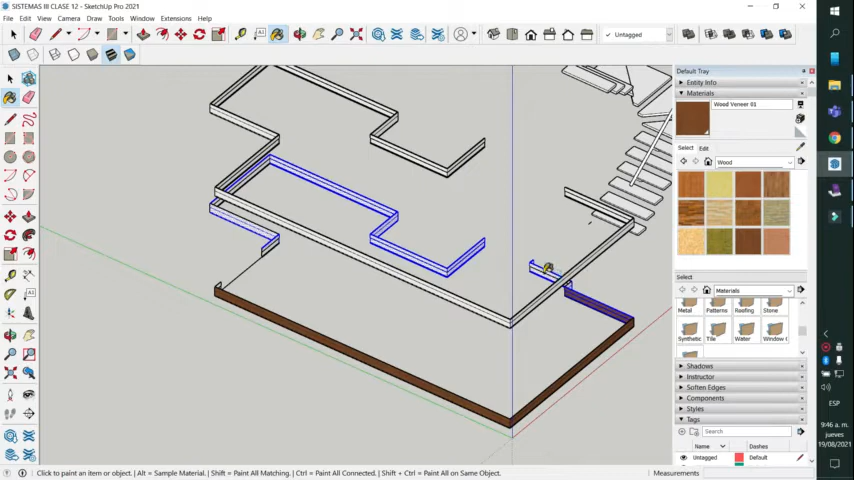 SISTEMAS III CLASE 12 - SketchUp Pro 2021
File Edit View Camera Draw Tools Window Extensions Help
Untagged
Default Tray
Entity Info
Materials
Wood Veneer 01
Select Edit
Wood
Select
Materials
Metal Patterns Roofing Stone
Synthetic Tile Water Window t
Shadows
Instructor
Soften Edges
Components
Styles
Tags
Search
Name Dashes
Untagged Default
ESP
9:46 a. m.
jueves
19/08/2021
Click to paint an item or object. | Alt = Sample Material. | Shift = Paint All Matching. | Ctrl = Paint All Connected. | Shift + Ctrl = Paint All on Same Object.
Measurements